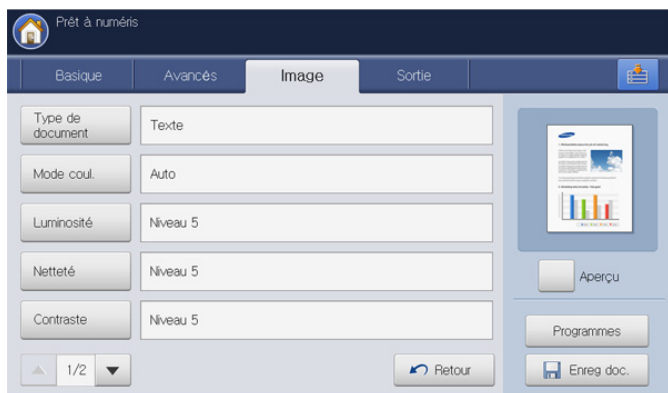 Prêt à numéris
Basique
Avancés
Image
Sortie
Type de
document
Texte
Mode coul.
Auto
Luminosité
Niveau 5
Netteté
Niveau 5
Contraste
Niveau 5
Aperçu
Programmes
1/2
Retour
Enreg doc.